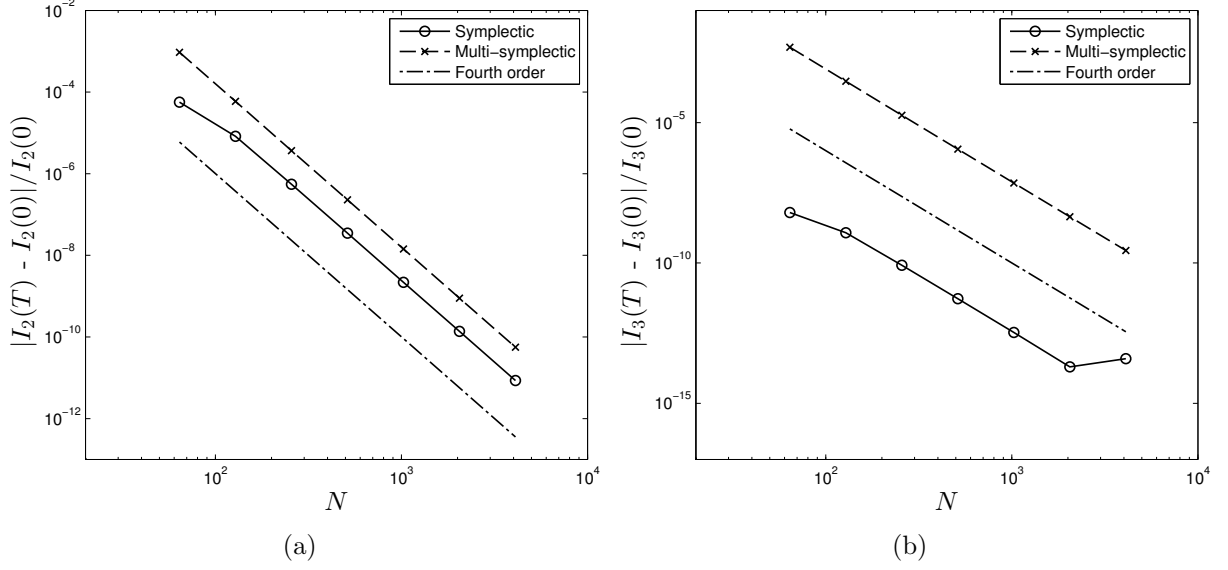 10^{-2}
10^{-4}
10^{-6}
10^{-8}
10^{-10}
10^{-12}
|I_2(T) - I_2(0)|/I_2(0)
Symplectic
Multi−symplectic
Fourth order
10^2
10^3
10^4
N
(a)
10^{-5}
10^{-10}
10^{-15}
|I_3(T) - I_3(0)|/I_3(0)
Symplectic
Multi−symplectic
Fourth order
10^2
10^3
10^4
N
(b)